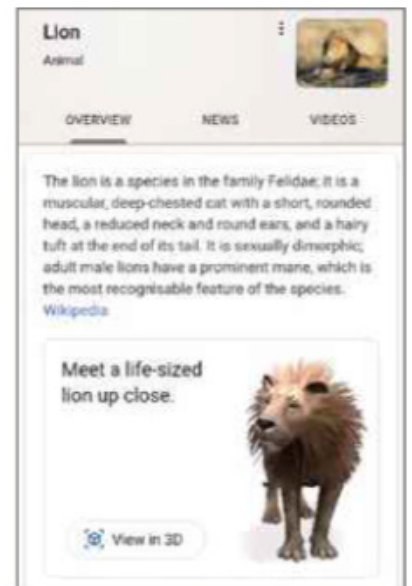 Lion
Animal
OVERVIEW NEWS VIDEOS
The lion is a species in the family Felidae; it is a
muscular, deep-chested cat with a short, rounded
head, a reduced neck and round ears, and a hairy
tuft at the end of its tail. It is sexually dimorphic;
adult male lions have a prominent mane, which is
the most recognisable feature of the species.
Wikipedia
Meet a life-sized
lion up close.
View in 3D